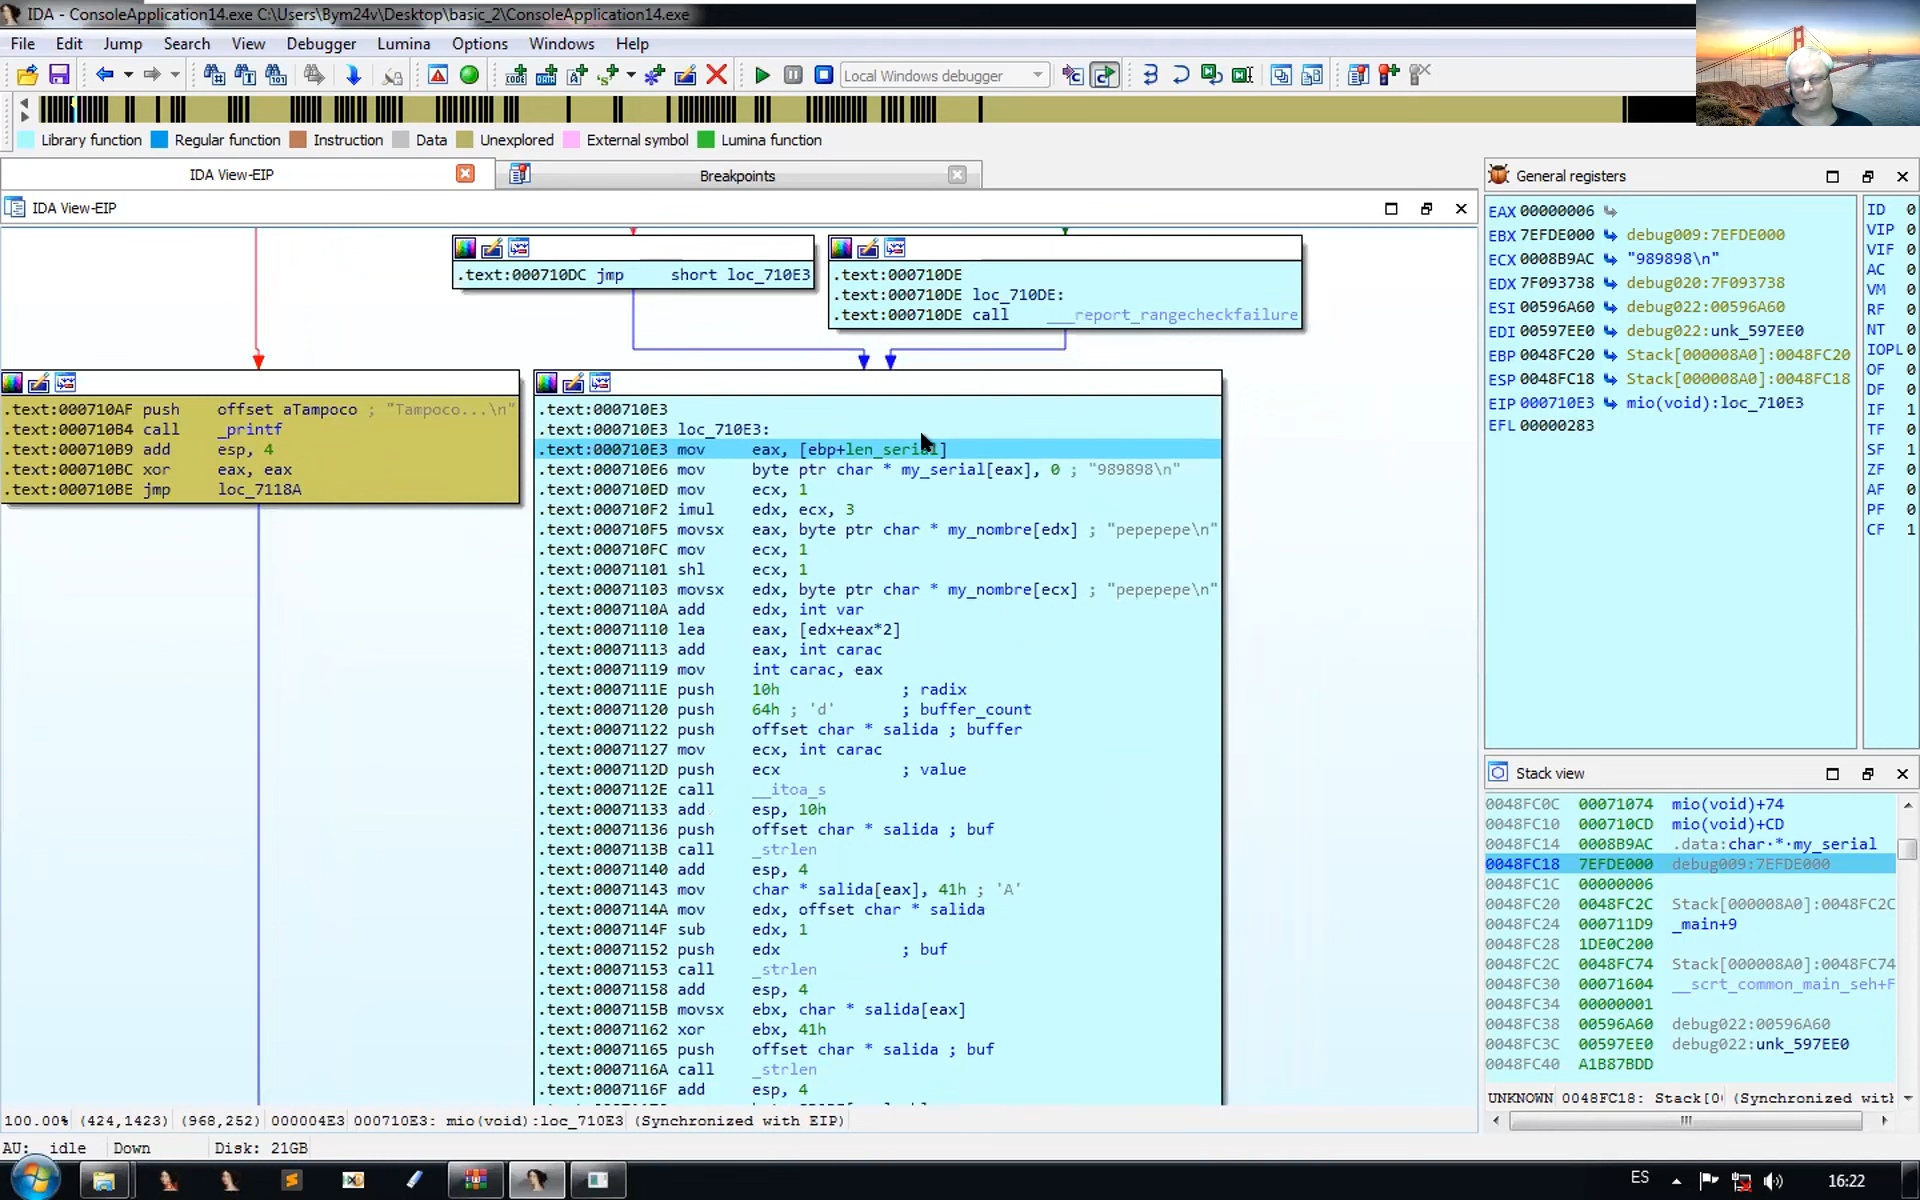 IDA - ConsoleApplication14.exe C:\Users\Bym24v\Desktop\basic_2\ConsoleApplication14.exe
File Edit Jump Search View Debugger Lumina Options Windows Help
Local Windows debugger
Library function Regular function Instruction Data Unexplored External symbol Lumina function
IDA View-EIP
Breakpoints
IDA View-EIP
.text:000710DC jmp short loc_710E3
.text:000710DE
.text:000710DE loc_710DE:
.text:000710DE call ___report_rangecheckfailure
.text:000710AF push offset aTampoco ; "Tampoco...\n"
.text:000710B4 call _printf
.text:000710B9 add esp, 4
.text:000710BC xor eax, eax
.text:000710BE jmp loc_7118A
.text:000710E3
.text:000710E3 loc_710E3:
.text:000710E3 mov eax, [ebp+len_serial]
.text:000710E6 mov byte ptr char * my_serial[eax], 0 ; "989898\n"
.text:000710ED mov ecx, 1
.text:000710F2 imul edx, ecx, 3
.text:000710F5 movsx eax, byte ptr char * my_nombre[edx] ; "pepepepe\n"
.text:000710FC mov ecx, 1
.text:00071101 shl ecx, 1
.text:00071103 movsx edx, byte ptr char * my_nombre[ecx] ; "pepepepe\n"
.text:0007110A add edx, int var
.text:00071110 lea eax, [edx+eax*2]
.text:00071113 add eax, int carac
.text:00071119 mov int carac, eax
.text:0007111E push 10h ; radix
.text:00071120 push 64h ; 'd' ; buffer_count
.text:00071122 push offset char * salida ; buffer
.text:00071127 mov ecx, int carac
.text:0007112D push ecx ; value
.text:0007112E call __itoa_s
.text:00071133 add esp, 10h
.text:00071136 push offset char * salida ; buf
.text:0007113B call _strlen
.text:00071140 add esp, 4
.text:00071143 mov char * salida[eax], 41h ; 'A'
.text:0007114A mov edx, offset char * salida
.text:0007114F sub edx, 1
.text:00071152 push edx ; buf
.text:00071153 call _strlen
.text:00071158 add esp, 4
.text:0007115B movsx ebx, char * salida[eax]
.text:00071162 xor ebx, 41h
.text:00071165 push offset char * salida ; buf
.text:0007116A call _strlen
.text:0007116F add esp, 4
100.00% (424,1423) (968,252) 000004E3 000710E3: mio(void):loc_710E3 (Synchronized with EIP)
AU: idle Down Disk: 21GB
General registers
EAX 00000006
EBX 7EFDE000 debug009:7EFDE000
ECX 0008B9AC "989898\n"
EDX 7F093738 debug020:7F093738
ESI 00596A60 debug022:00596A60
EDI 00597EE0 debug022:unk_597EE0
EBP 0048FC20 Stack[000008A0]:0048FC20
ESP 0048FC18 Stack[000008A0]:0048FC18
EIP 000710E3 mio(void):loc_710E3
EFL 00000283
ID 0
VIP 0
VIF 0
AC 0
VM 0
RF 0
NT 0
IOPL 0
OF 0
DF 0
IF 1
TF 0
SF 1
ZF 0
AF 0
PF 0
CF 1
Stack view
0048FC0C 00071074 mio(void)+74
0048FC10 000710CD mio(void)+CD
0048FC14 0008B9AC .data:char·*·my_serial
0048FC18 7EFDE000 debug009:7EFDE000
0048FC1C 00000006
0048FC20 0048FC2C Stack[000008A0]:0048FC2C
0048FC24 000711D9 _main+9
0048FC28 1DE0C200
0048FC2C 0048FC74 Stack[000008A0]:0048FC74
0048FC30 00071604 __scrt_common_main_seh+F
0048FC34 00000001
0048FC38 00596A60 debug022:00596A60
0048FC3C 00597EE0 debug022:unk_597EE0
0048FC40 A1B87BDD
UNKNOWN 0048FC18: Stack[0 (Synchronized wit
ES 16:22